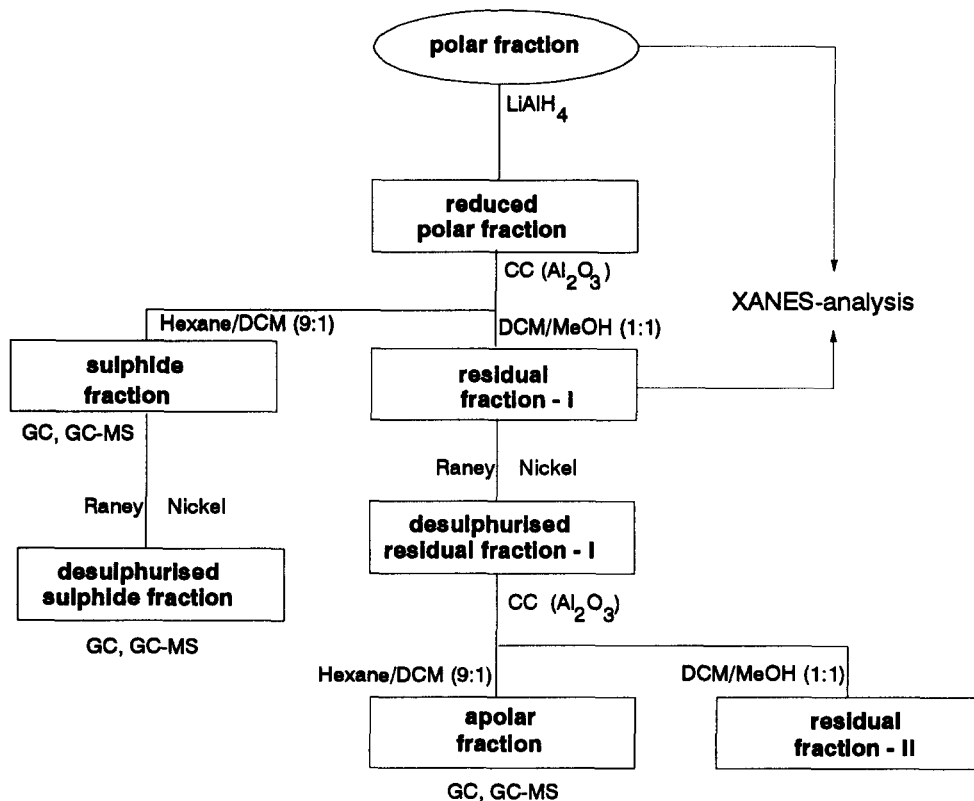 polar fraction
LiAlH4
reduced
polar fraction
CC (Al2O3)
XANES-analysis
Hexane/DCM (9:1)
DCM/MeOH (1:1)
sulphide
fraction
residual
fraction - I
GC, GC-MS
Raney Nickel
Raney Nickel
desulphurised
residual fraction - I
desulphurised
sulphide fraction
CC (Al2O3)
GC, GC-MS
Hexane/DCM (9:1)
DCM/MeOH (1:1)
apolar
fraction
residual
fraction - II
GC, GC-MS